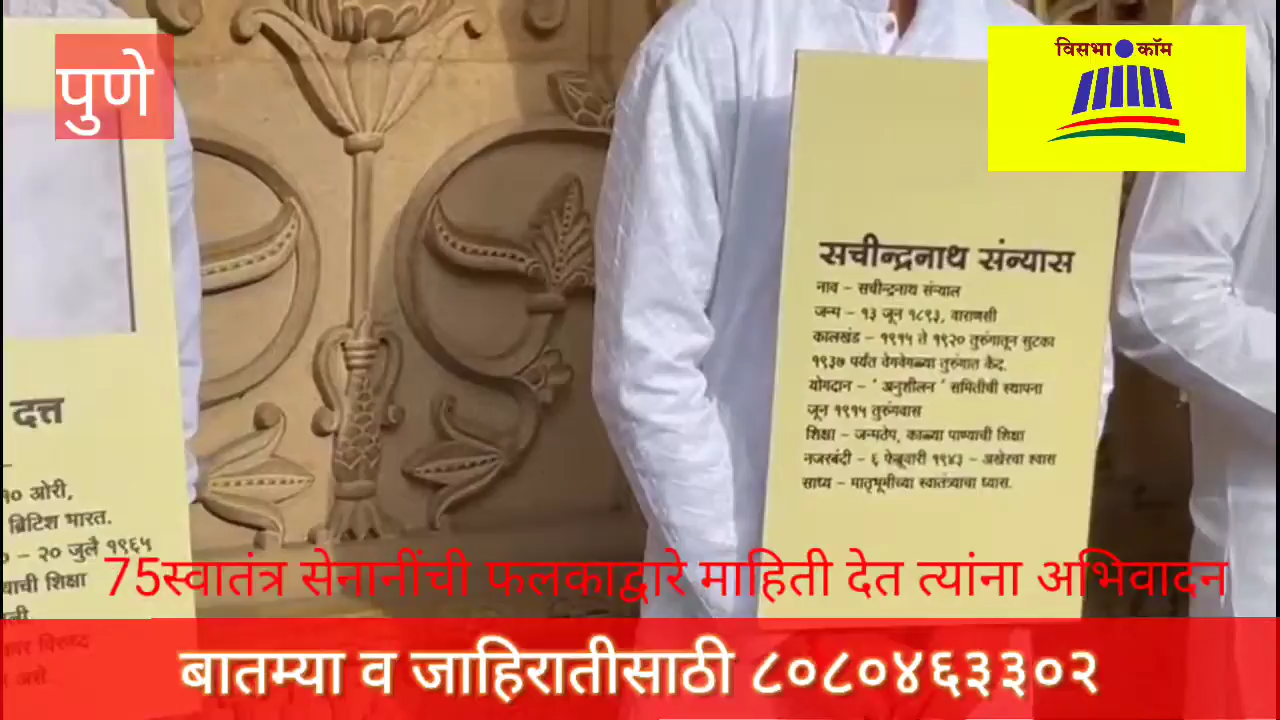 पुणे
विसभा कॉम
सचीन्द्रनाथ संन्यास
नाव – सचीन्द्रनाथ संन्याल
जन्म – १३ जून १८९३, वाराणसी
कालखंड – १९१५ ते १९२० तुरुंगातून सुटका
१९३७ पर्यंत वेगवेगळ्या तुरुंगात कैद.
योगदान – ' अनुशीलन ' समितीची स्थापना
जून १९१५ तुरुंगवास
शिक्षा – जन्मठेप, काळ्या पाण्याची शिक्षा
नजरबंदी – ६ फेब्रूवारी १९४३ – अखेरचा श्वास
साध्य – मातृभूमीच्या स्वातंत्र्याचा ध्यास.
दत्त
१० ओरी,
ब्रिटिश भारत.
० – २० जुलै १९६५
याची शिक्षा
75स्वातंत्र सेनानींची फलकाद्वारे माहिती देत त्यांना अभिवादन
बातम्या व जाहिरातीसाठी ८०८०४६३३०२